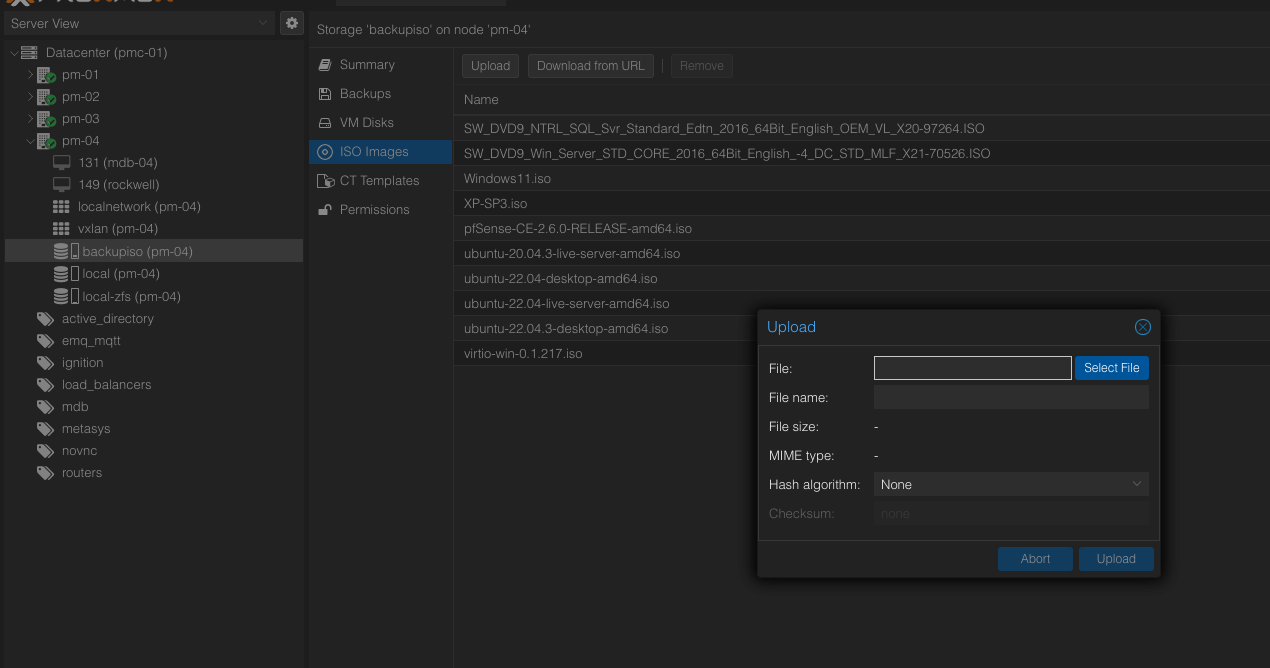 Server View
Storage 'backupiso' on node 'pm-04'
Datacenter (pmc-01)
pm-01
pm-02
pm-03
pm-04
131 (mdb-04)
149 (rockwell)
localnetwork (pm-04)
vxlan (pm-04)
backupiso (pm-04)
local (pm-04)
local-zfs (pm-04)
active_directory
emq_mqtt
ignition
load_balancers
mdb
metasys
novnc
routers
Summary
Backups
VM Disks
ISO Images
CT Templates
Permissions
Upload Download from URL Remove
Name
SW_DVD9_NTRL_SQL_Svr_Standard_Edtn_2016_64Bit_English_OEM_VL_X20-97264.ISO
SW_DVD9_Win_Server_STD_CORE_2016_64Bit_English_-4_DC_STD_MLF_X21-70526.ISO
Windows11.iso
XP-SP3.iso
pfSense-CE-2.6.0-RELEASE-amd64.iso
ubuntu-20.04.3-live-server-amd64.iso
ubuntu-22.04-desktop-amd64.iso
ubuntu-22.04-live-server-amd64.iso
ubuntu-22.04.3-desktop-amd64.iso
virtio-win-0.1.217.iso
Upload
File: Select File
File name:
File size: -
MIME type: -
Hash algorithm: None
Checksum: none
Abort Upload